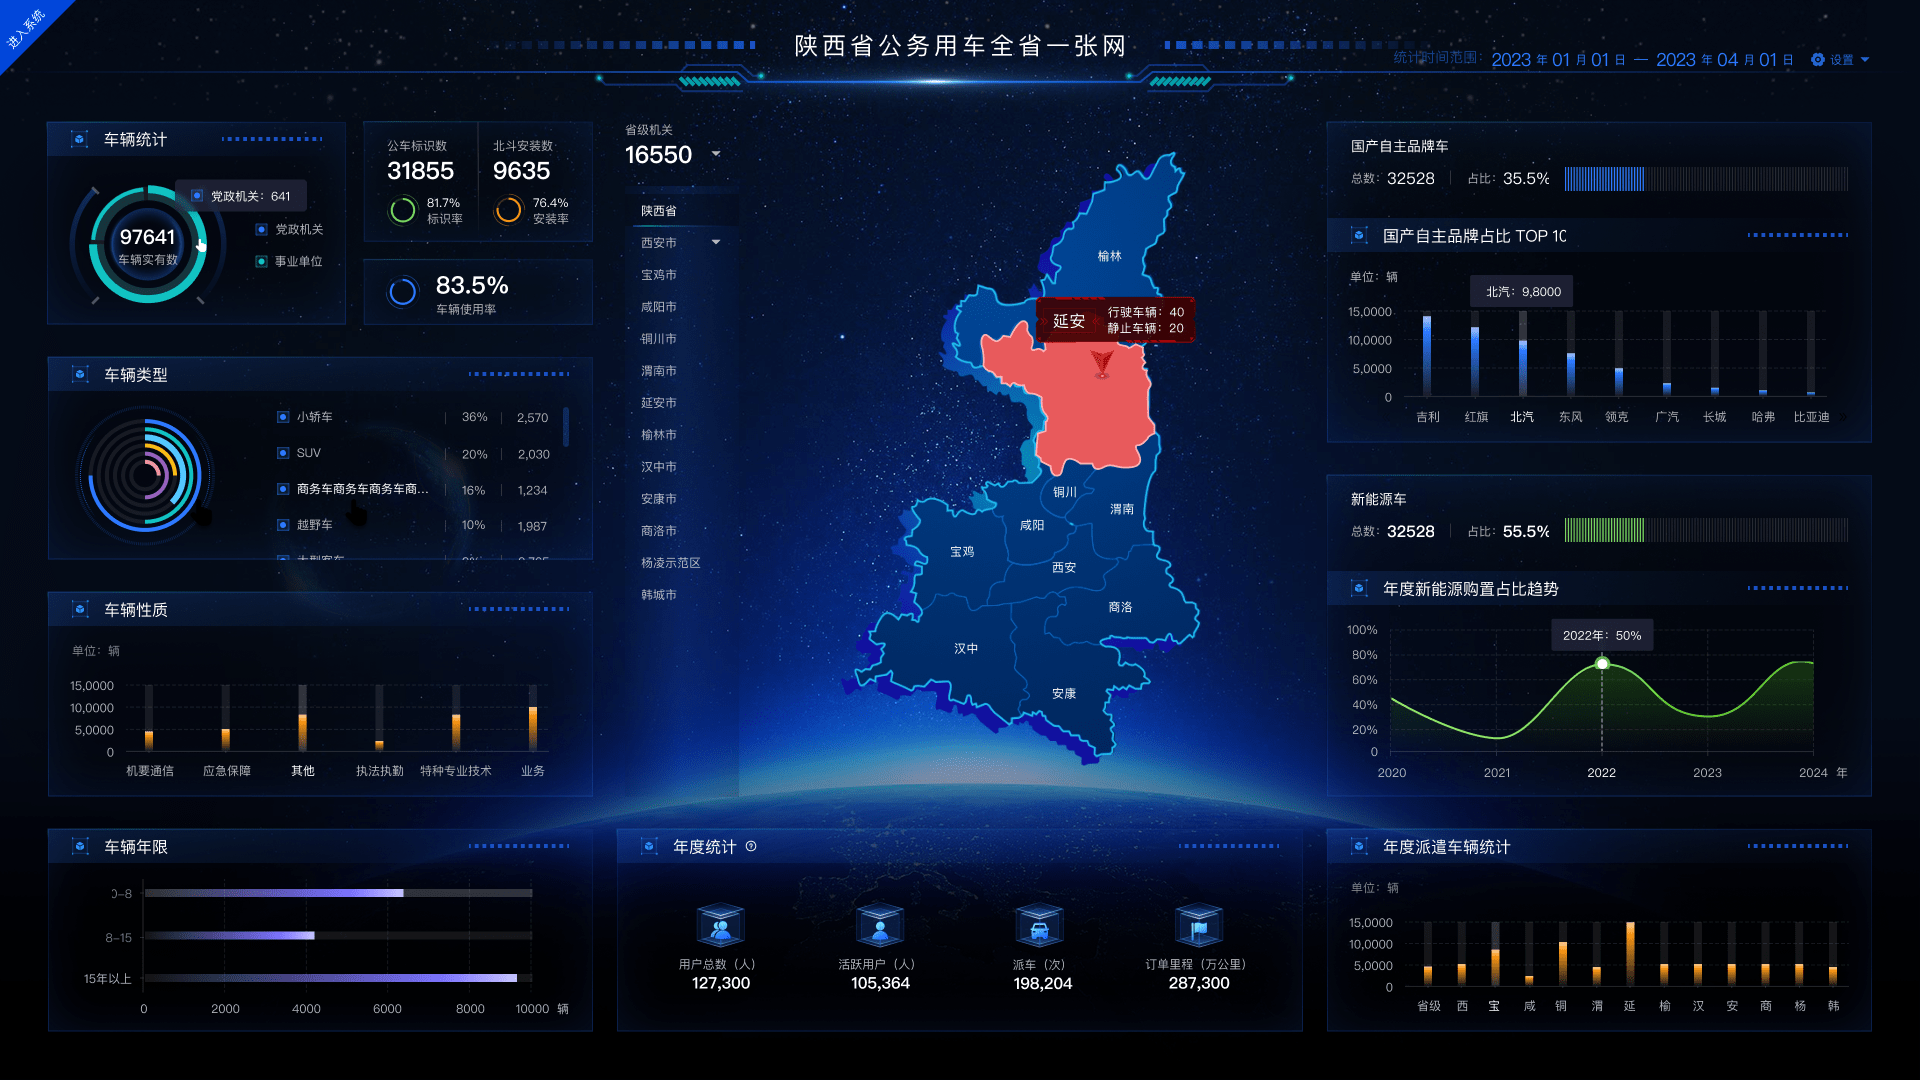 进入系统
陕西省公务用车全省一张网
统计时间范围: 2023 年 01 月 01 日 — 2023 年 04 月 01 日 设置
车辆统计
党政机关: 641
97641
车辆实有数
党政机关
事业单位
公车标识数
31855
81.7%
标识率
北斗安装数
9635
76.4%
安装率
83.5%
车辆使用率
车辆类型
小轿车 36% 2,570
SUV 20% 2,030
商务车商务车商务车商... 16% 1,234
越野车 10% 1,987
车辆性质
单位: 辆
15,0000
10,0000
5,0000
0
机要通信 应急保障 其他 执法执勤 特种专业技术 业务
车辆年限
0-8
8-15
15年以上
0 2000 4000 6000 8000 10000 辆
省级机关
16550
陕西省
西安市
宝鸡市
咸阳市
铜川市
渭南市
延安市
榆林市
汉中市
安康市
商洛市
杨凌示范区
韩城市
榆林
延安
行驶车辆: 40
静止车辆: 20
铜川
渭南
咸阳
宝鸡
西安
商洛
汉中
安康
年度统计
用户总数（人）
127,300
活跃用户（人）
105,364
派车（次）
198,204
订单里程（万公里）
287,300
国产自主品牌车
总数: 32528 占比: 35.5%
国产自主品牌占比 TOP 10
单位: 辆
北汽: 9,8000
15,0000
10,0000
5,0000
0
吉利 红旗 北汽 东风 领克 广汽 长城 哈弗 比亚迪
新能源车
总数: 32528 占比: 55.5%
年度新能源购置占比趋势
2022年: 50%
100%
80%
60%
40%
20%
0
2020 2021 2022 2023 2024 年
年度派遣车辆统计
单位: 辆
15,0000
10,0000
5,0000
0
省级 西 宝 咸 铜 渭 延 榆 汉 安 商 杨 韩